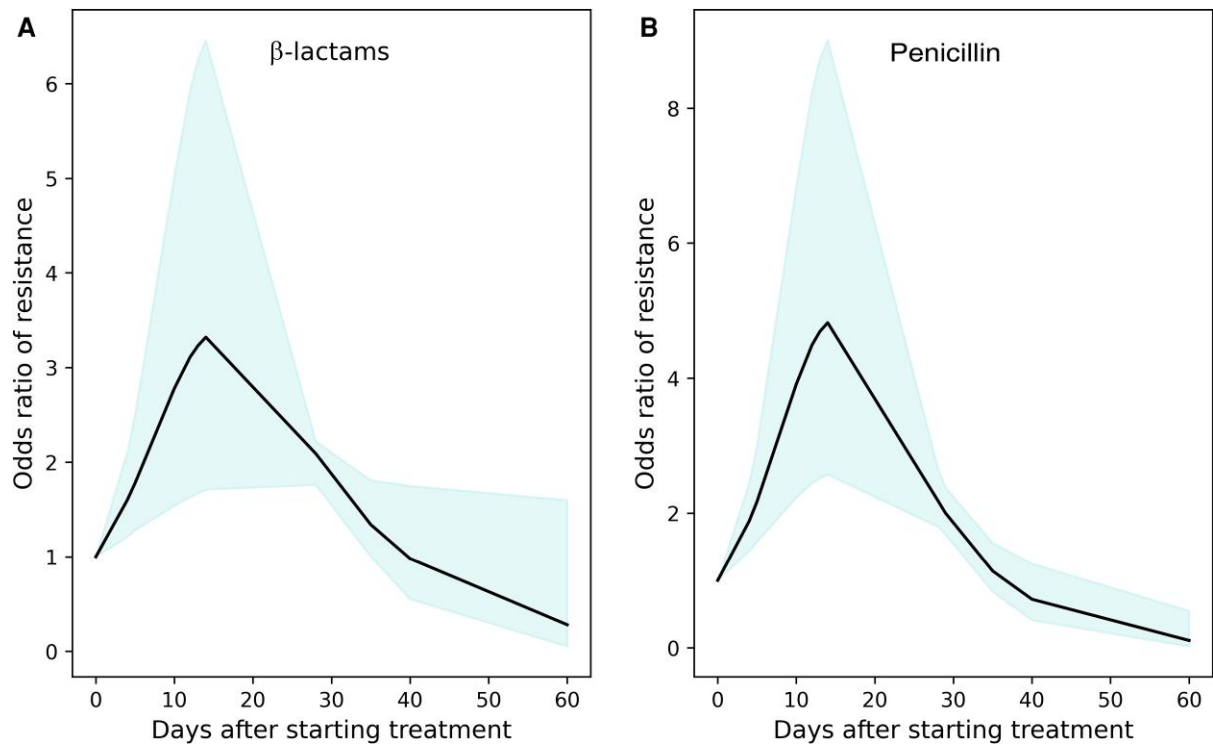 A
β-lactams
6
5
4
3
2
1
0
Odds ratio of resistance
0 10 20 30 40 50 60
Days after starting treatment
B
Penicillin
8
6
4
2
0
Odds ratio of resistance
0 10 20 30 40 50 60
Days after starting treatment